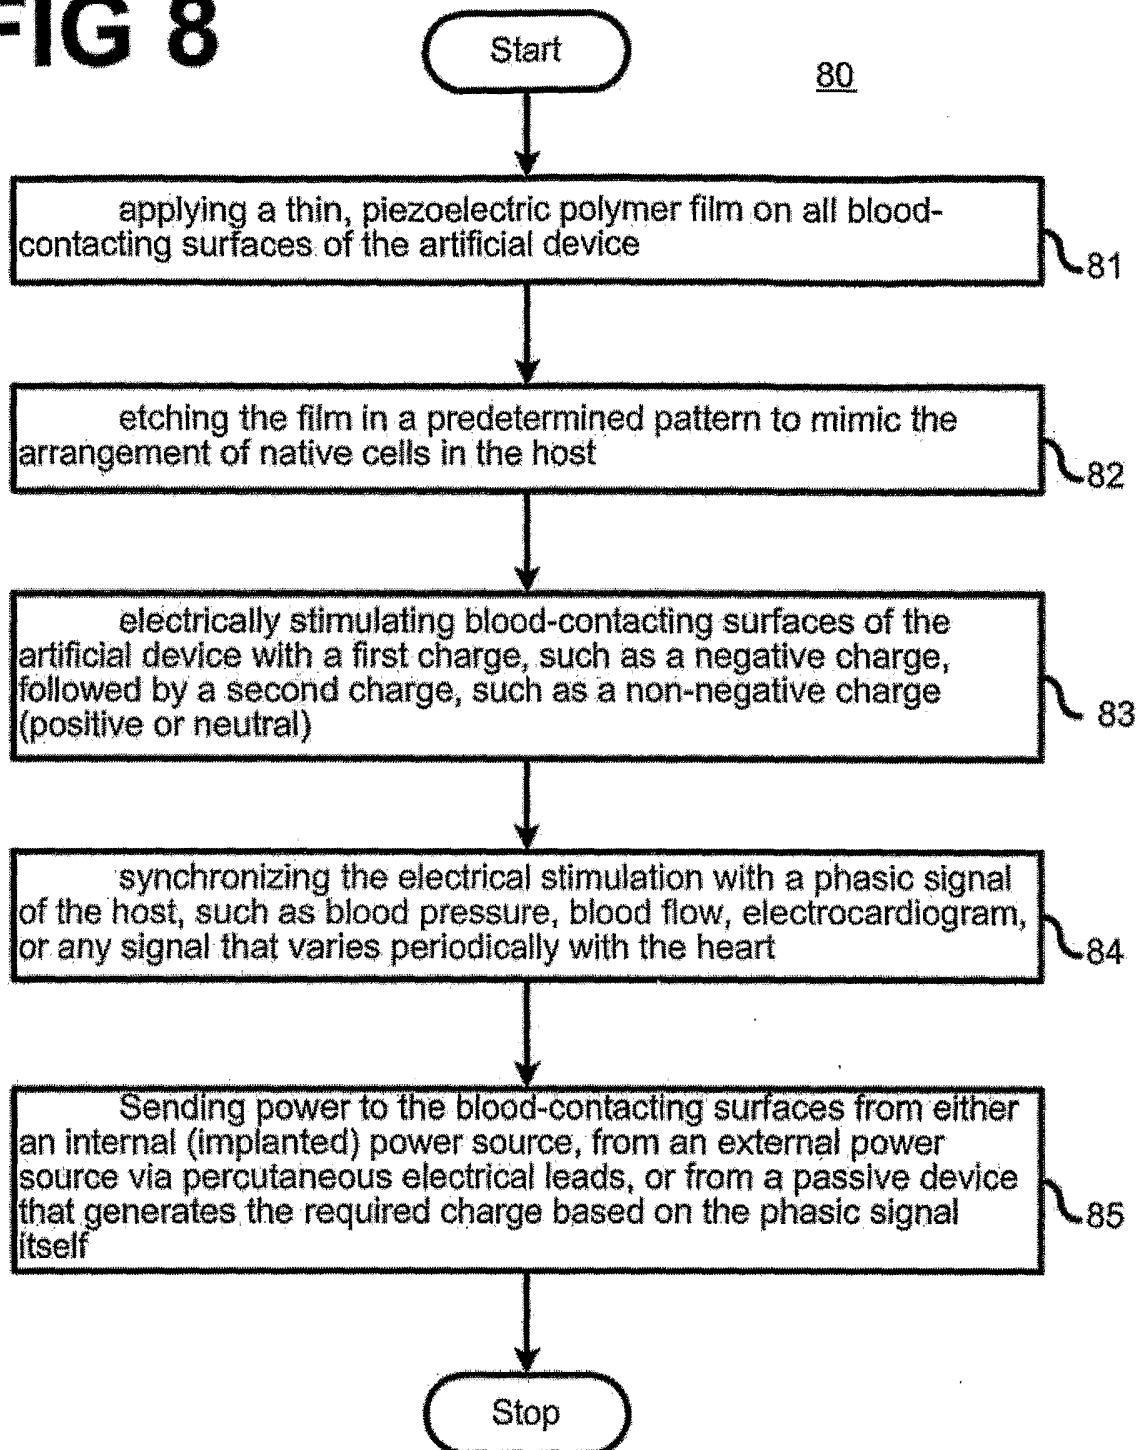 FIG 8
Start
80
applying a thin, piezoelectric polymer film on all blood-
contacting surfaces of the artificial device
81
etching the film in a predetermined pattern to mimic the
arrangement of native cells in the host
82
electrically stimulating blood-contacting surfaces of the
artificial device with a first charge, such as a negative charge,
followed by a second charge, such as a non-negative charge
(positive or neutral)
83
synchronizing the electrical stimulation with a phasic signal
of the host, such as blood pressure, blood flow, electrocardiogram,
or any signal that varies periodically with the heart
84
Sending power to the blood-contacting surfaces from either
an internal (implanted) power source, from an external power
source via percutaneous electrical leads, or from a passive device
that generates the required charge based on the phasic signal
itself
85
Stop